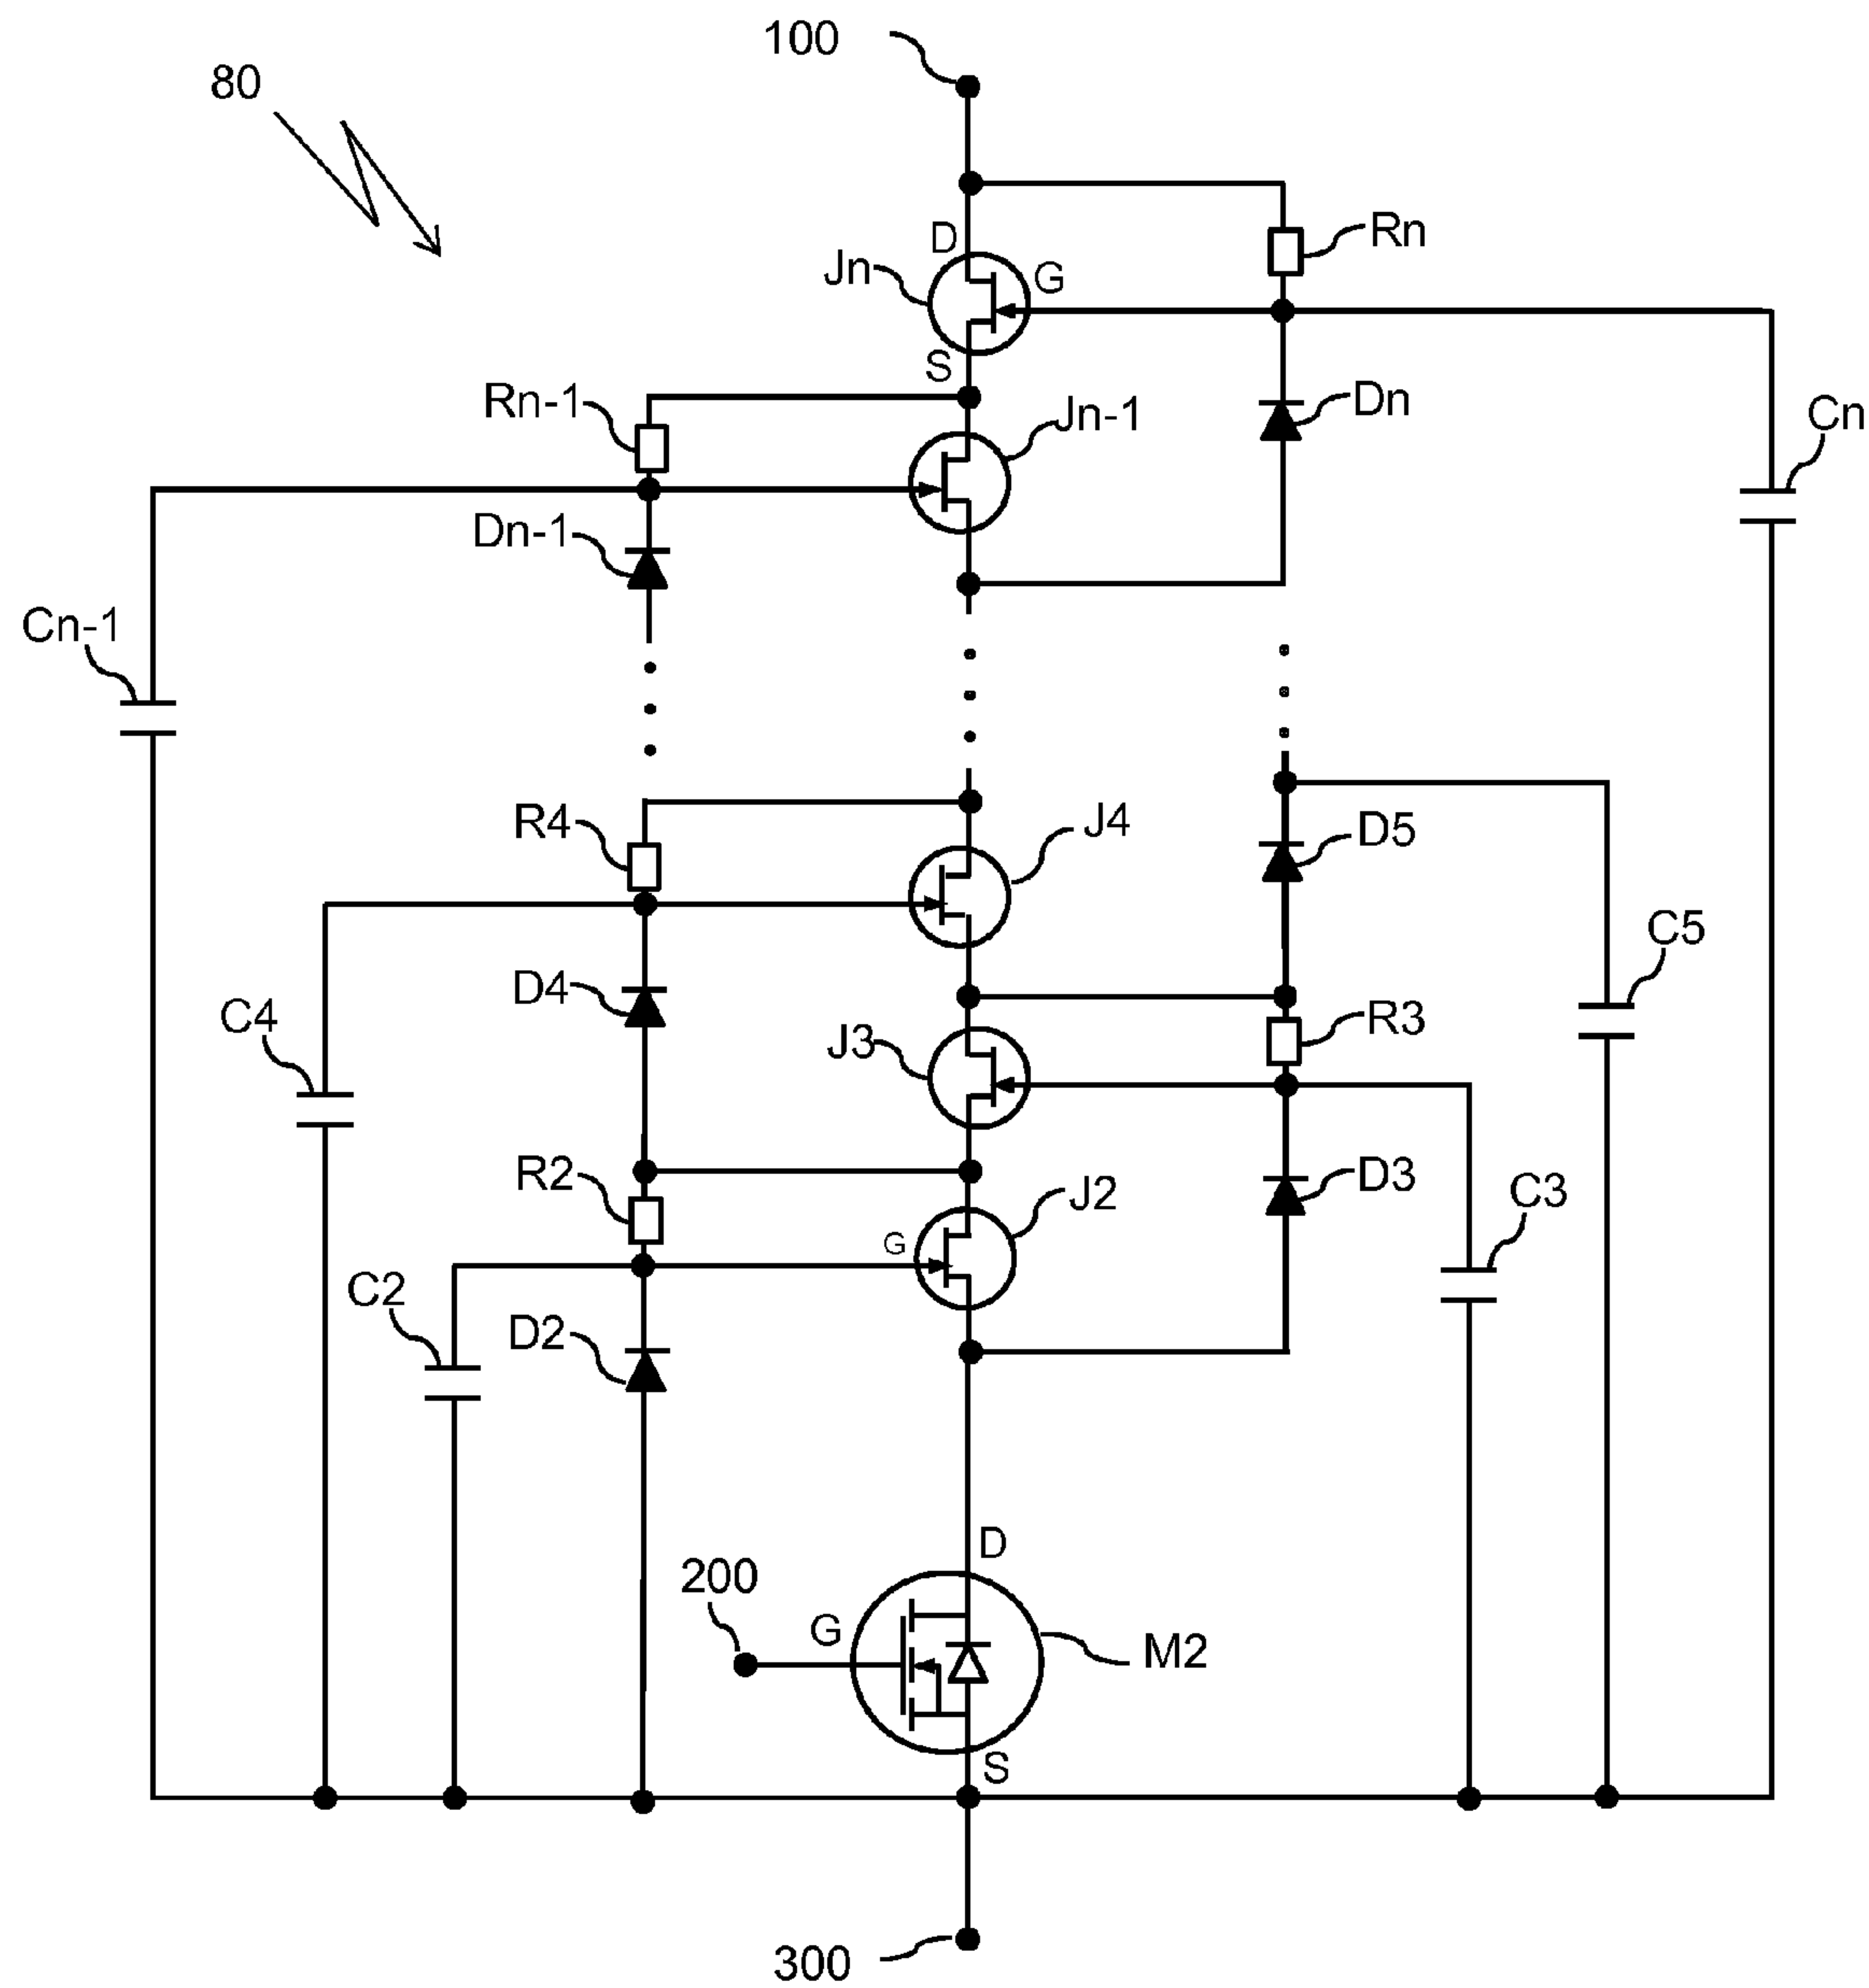 100
80
D
Rn
Jn
G
S
Rn-1
Jn-1
Dn
Cn
Dn-1
Cn-1
R4
J4
D5
C5
D4
C4
R3
J3
R2
D3
J2
C3
G
C2
D2
D
200
G
M2
S
300